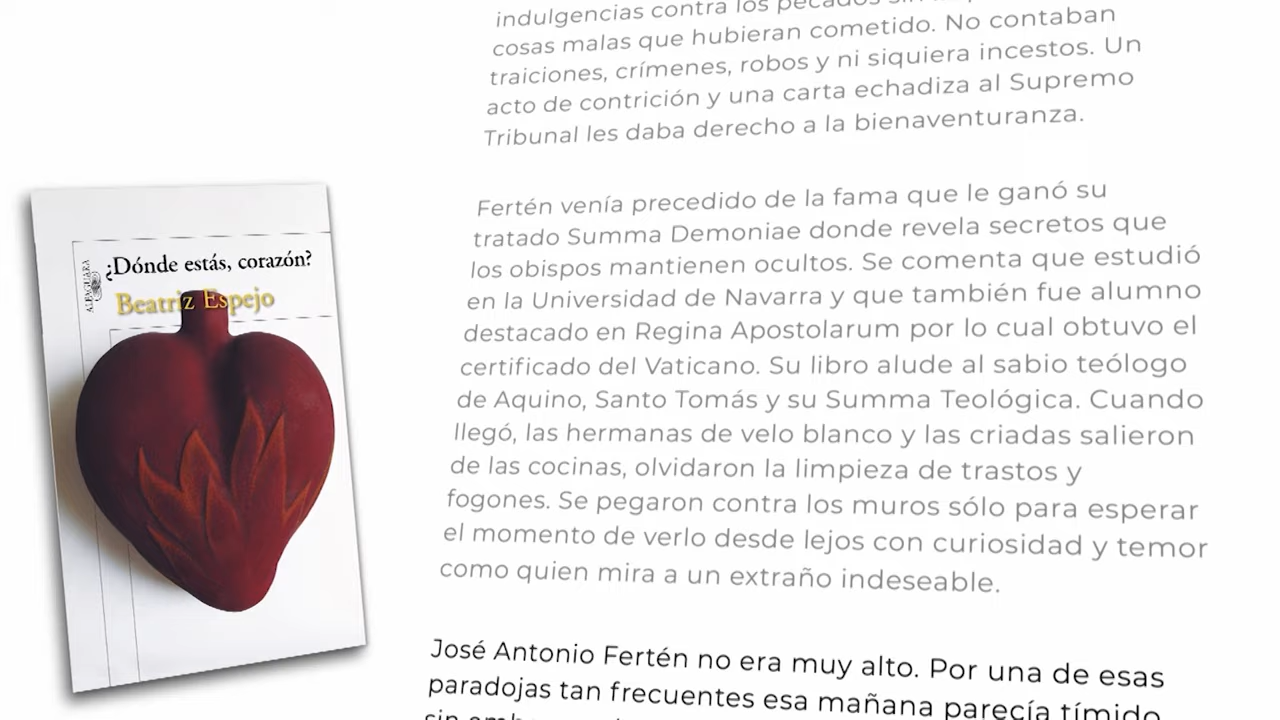 ¿Dónde estás, corazón?
Beatriz Espejo
ALFAGUARA
indulgencias contra los pecados
cosas malas que hubieran cometido. No contaban
traiciones, crímenes, robos y ni siquiera incestos. Un
acto de contrición y una carta echadiza al Supremo
Tribunal les daba derecho a la bienaventuranza.
Fertén venía precedido de la fama que le ganó su
tratado Summa Demoniae donde revela secretos que
los obispos mantienen ocultos. Se comenta que estudió
en la Universidad de Navarra y que también fue alumno
destacado en Regina Apostolarum por lo cual obtuvo el
certificado del Vaticano. Su libro alude al sabio teólogo
de Aquino, Santo Tomás y su Summa Teológica. Cuando
llegó, las hermanas de velo blanco y las criadas salieron
de las cocinas, olvidaron la limpieza de trastos y
fogones. Se pegaron contra los muros sólo para esperar
el momento de verlo desde lejos con curiosidad y temor
como quien mira a un extraño indeseable.
José Antonio Fertén no era muy alto. Por una de esas
paradojas tan frecuentes esa mañana parecía tímido